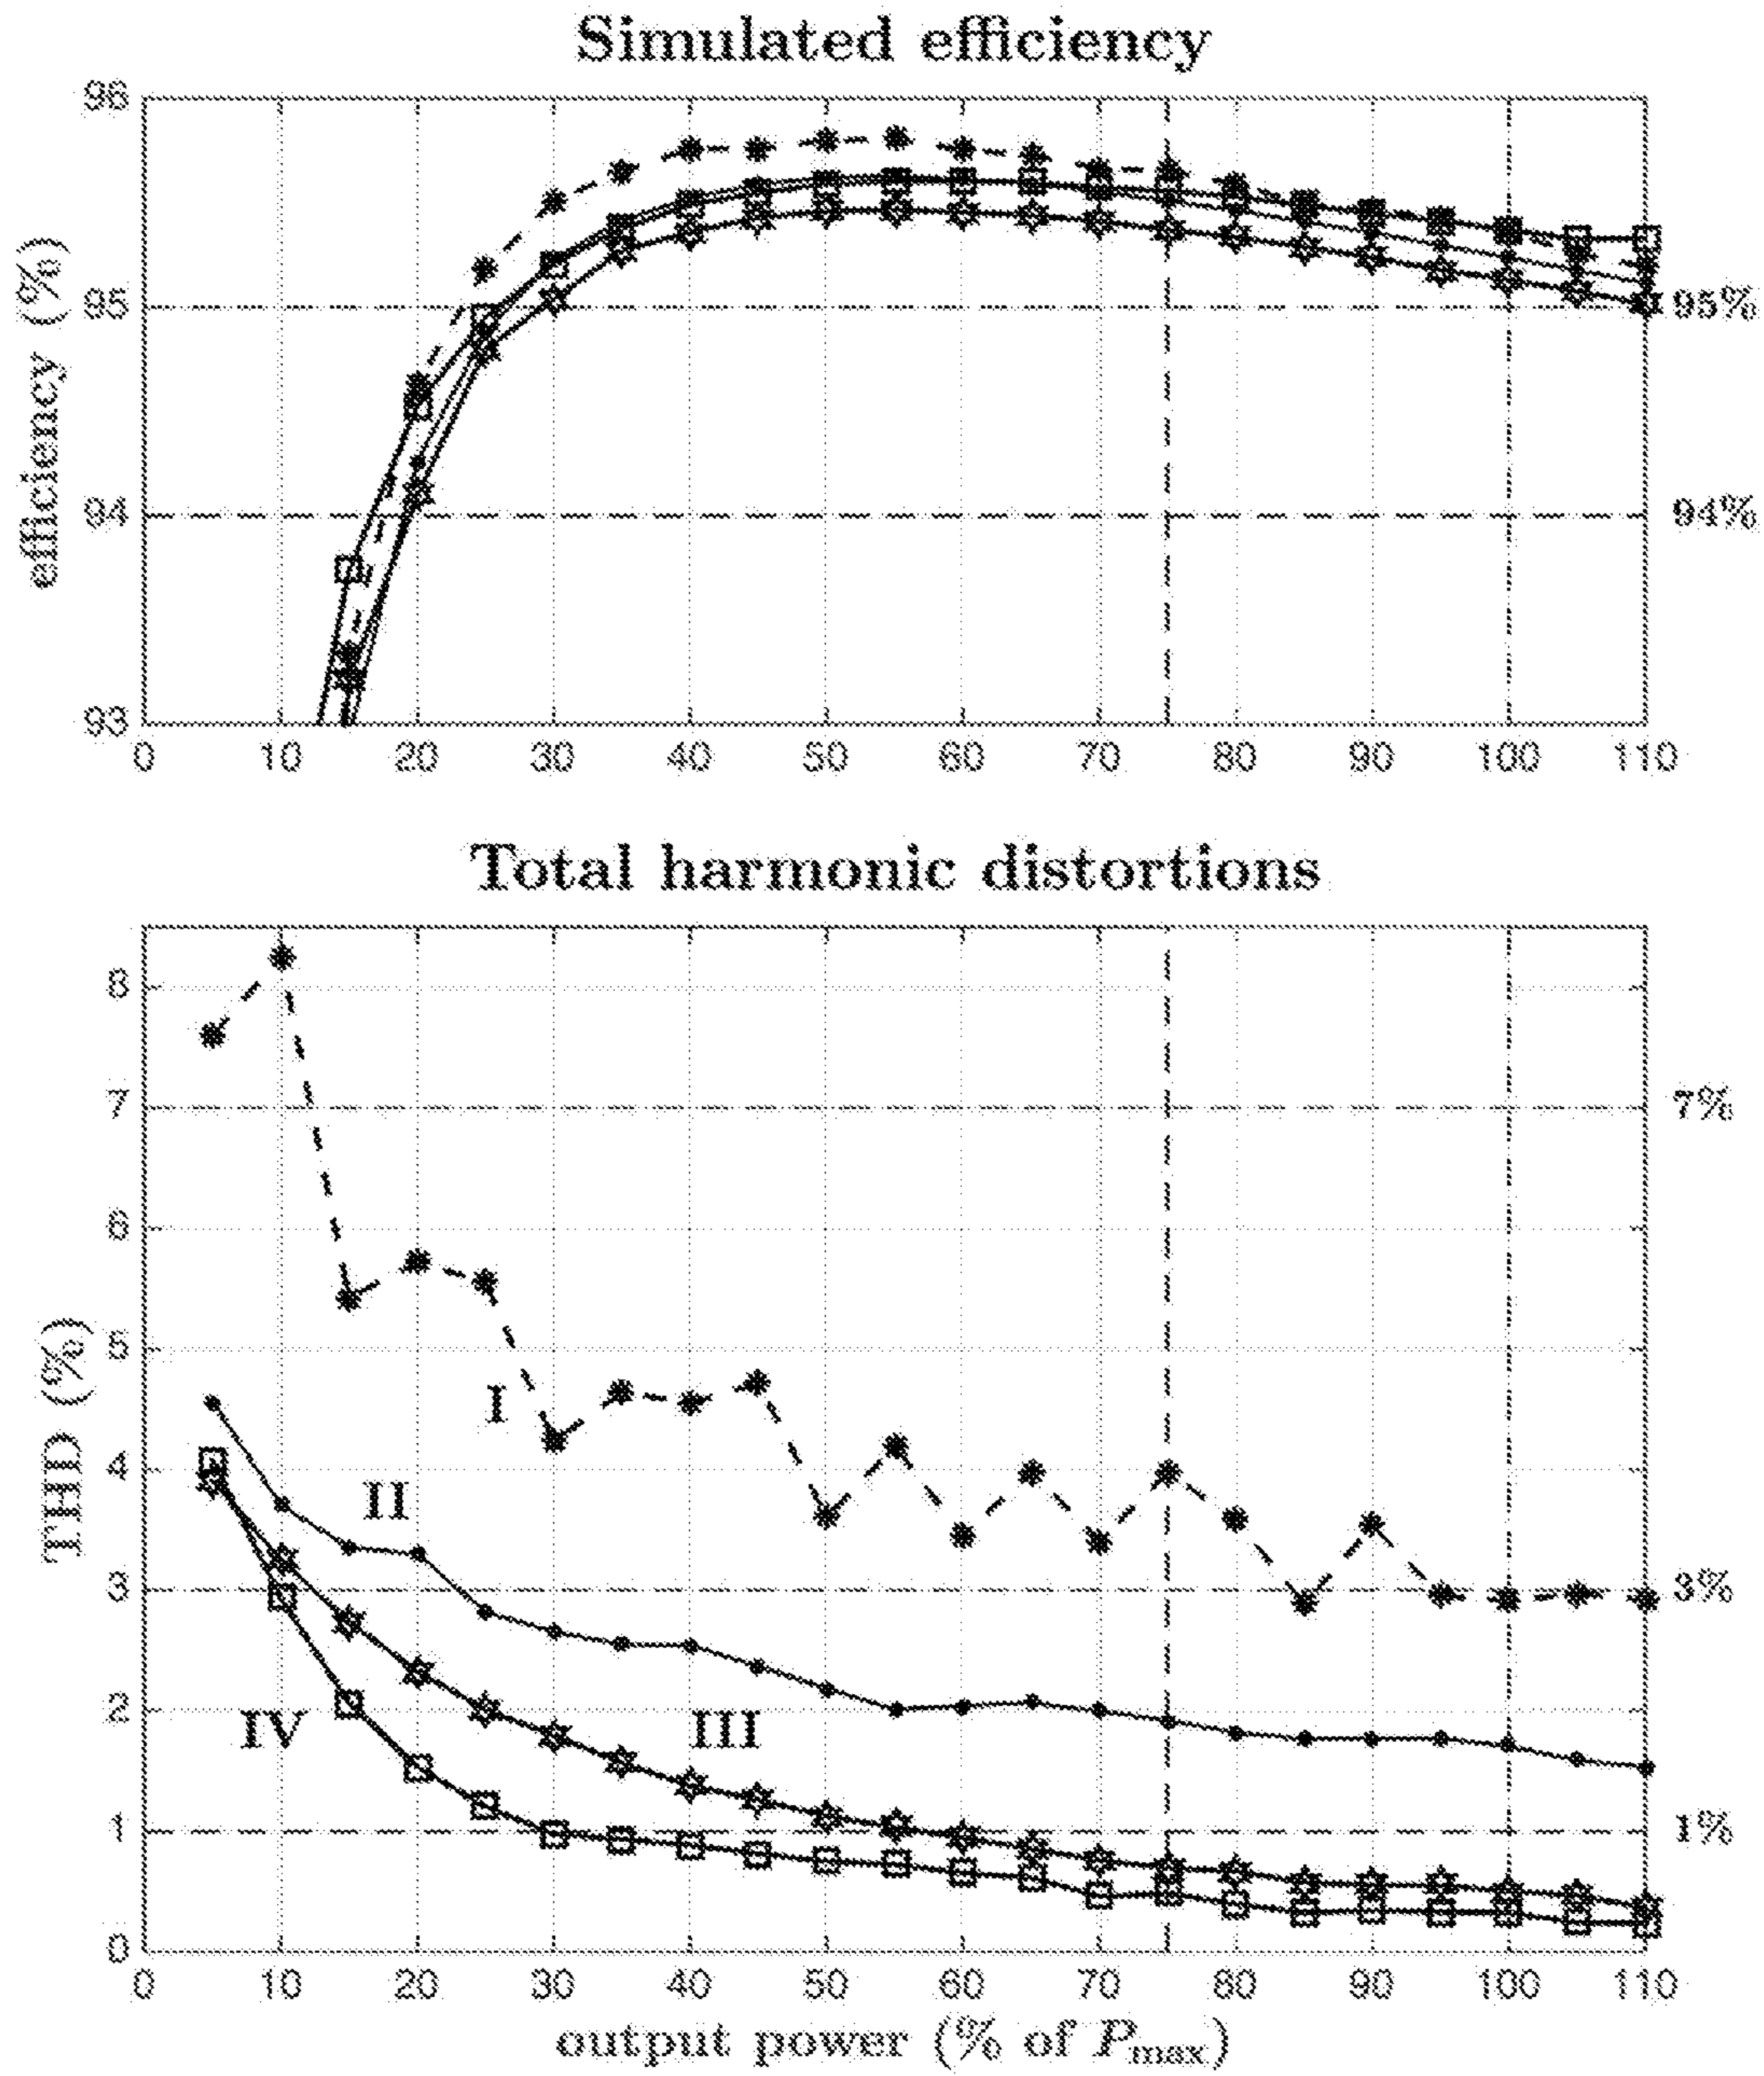 Simulated efficiency
96
95
94
93
efficiency (%)
95%
94%
0 10 20 30 40 50 60 70 80 90 100 110
Total harmonic distortions
8
7
6
5
4
3
2
1
0
THD (%)
7%
3%
1%
I
II
III
IV
0 10 20 30 40 50 60 70 80 90 100 110
output power (% of Pmax)